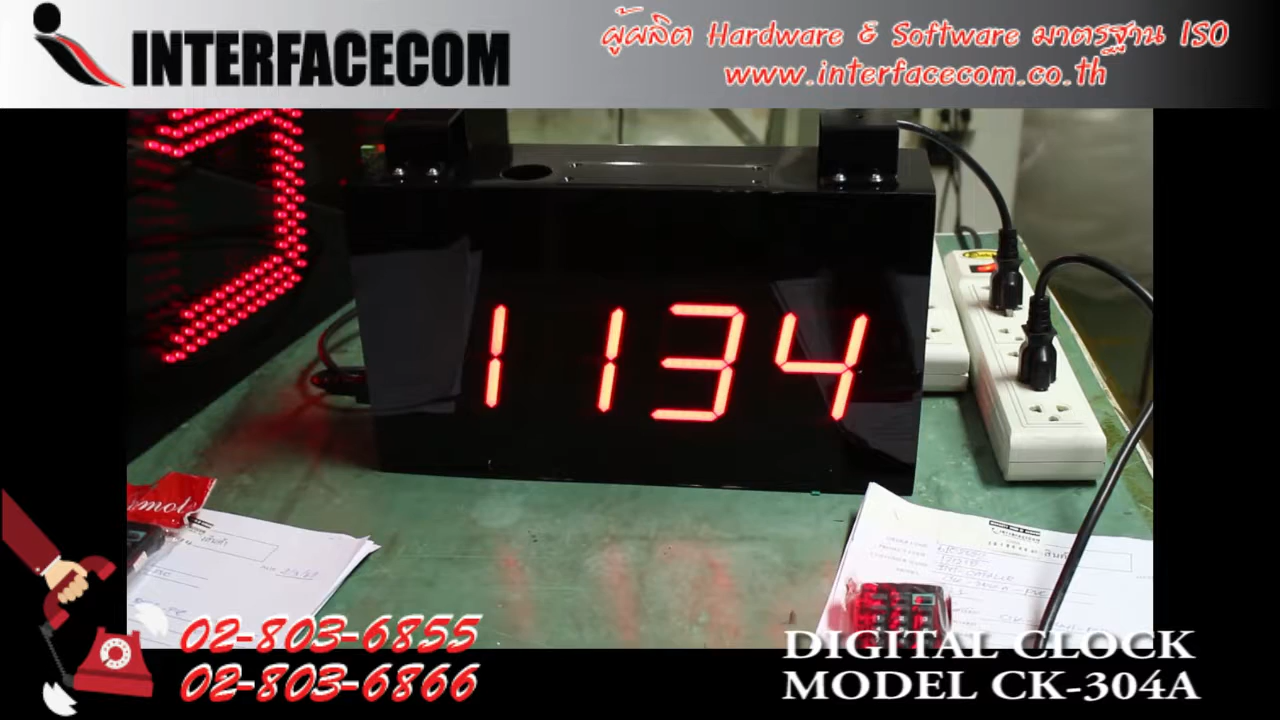 INTERFACECOM
ผู้ผลิต Hardware & Software มาตรฐาน ISO
www.interfacecom.co.th
1134
02-803-6855
02-803-6866
DIGITAL CLOCK
MODEL CK-304A